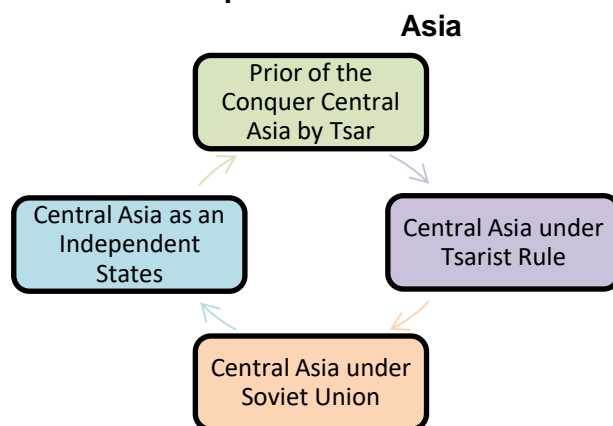 Asia
Prior of the
Conquer Central
Asia by Tsar
Central Asia under
Tsarist Rule
Central Asia under
Soviet Union
Central Asia as an
Independent
States